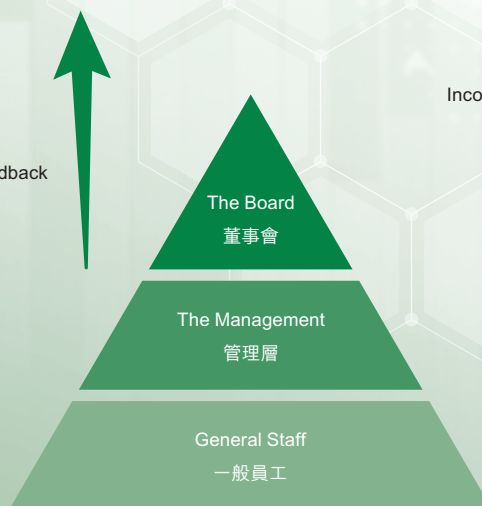 Inco
dback
The Board
董事會
The Management
管理層
General Staff
一般員工